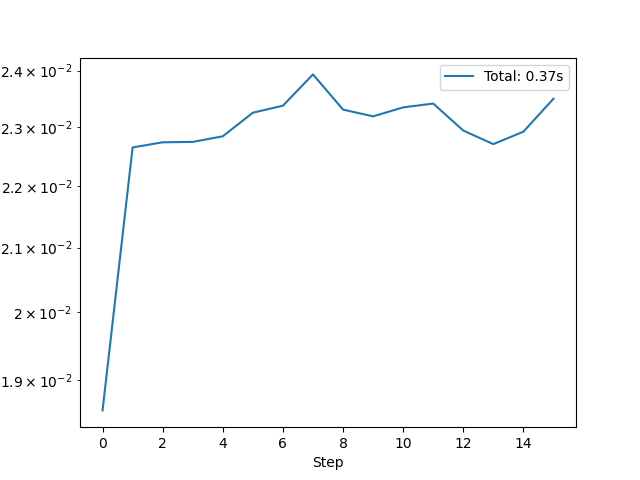 Total: 0.37s
2.4 × 10⁻²
2.3 × 10⁻²
2.2 × 10⁻²
2.1 × 10⁻²
2 × 10⁻²
1.9 × 10⁻²
0 2 4 6 8 10 12 14
Step